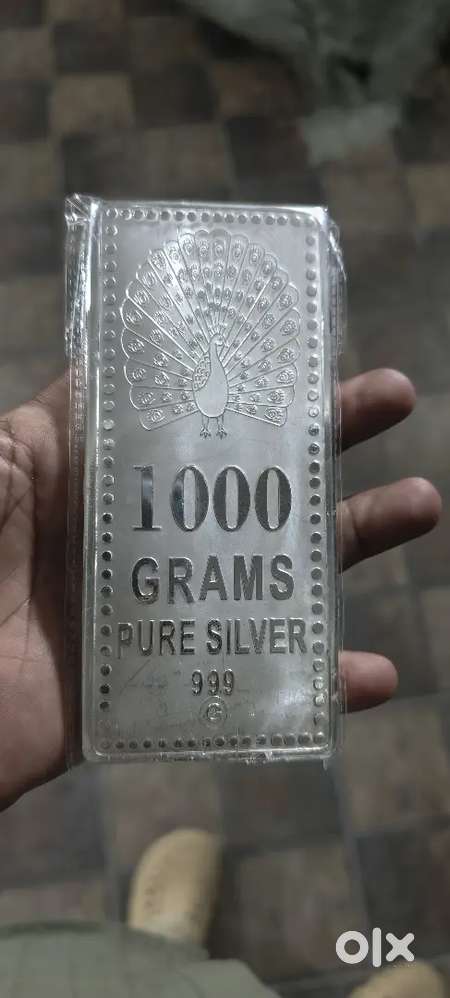 1000
GRAMS
PURE SILVER
999
G
olx